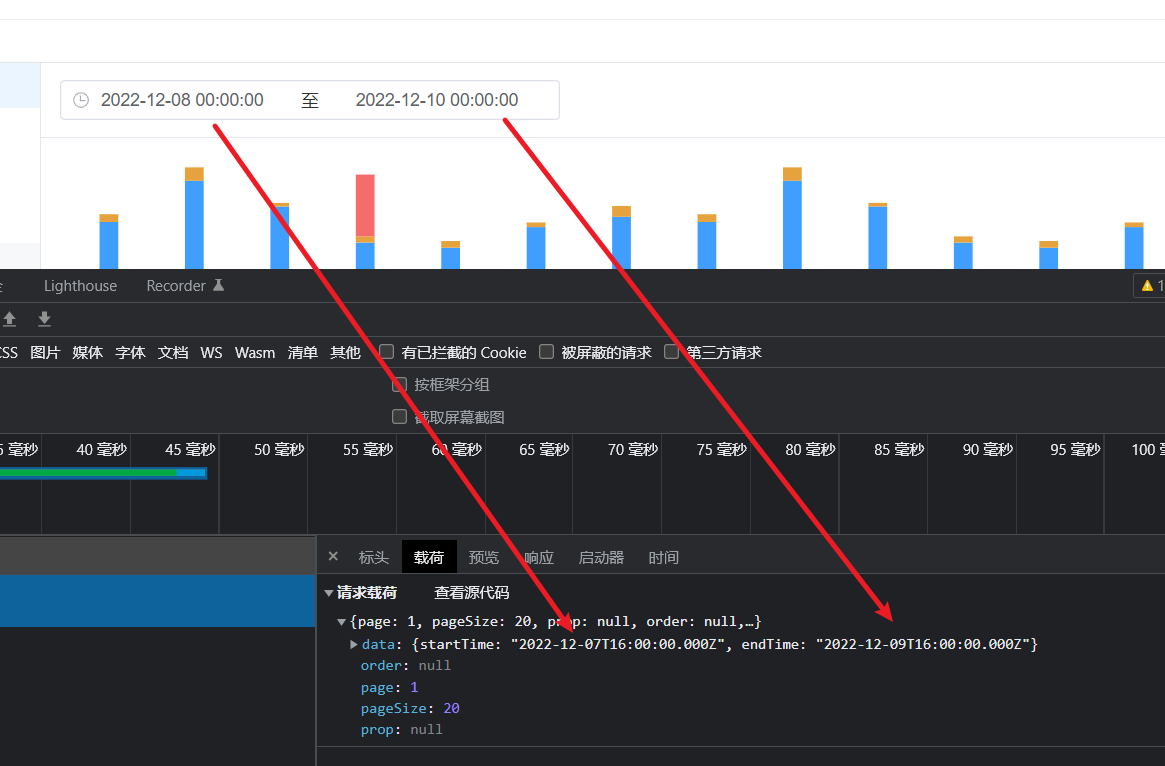 2022-12-08 00:00:00 至 2022-12-10 00:00:00
Lighthouse Recorder
1
CSS 图片 媒体 字体 文档 WS Wasm 清单 其他 有已拦截的 Cookie 被屏蔽的请求 第三方请求
按框架分组
截取屏幕截图
5 毫秒 40 毫秒 45 毫秒 50 毫秒 55 毫秒 60 毫秒 65 毫秒 70 毫秒 75 毫秒 80 毫秒 85 毫秒 90 毫秒 95 毫秒 100 毫
× 标头 载荷 预览 响应 启动器 时间
▼请求载荷 查看源代码
▼{page: 1, pageSize: 20, prop: null, order: null,…}
▶data: {startTime: "2022-12-07T16:00:00.000Z", endTime: "2022-12-09T16:00:00.000Z"}
order: null
page: 1
pageSize: 20
prop: null